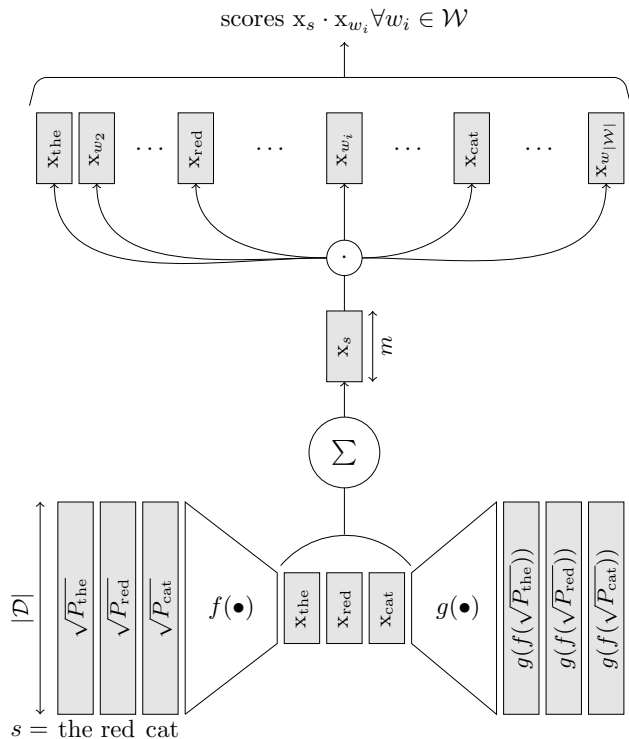 scores x_s · x_{w_i} ∀w_i ∈ 𝒲
x_the x_{w_2} ... x_red ... x_{w_i} ... x_cat ... x_{w_{|𝒲|}}
·
x_s m
∑
|𝒟| √P_the √P_red √P_cat f(•) x_the x_red x_cat g(•) g(f(√P_the)) g(f(√P_red)) g(f(√P_cat))
s = the red cat